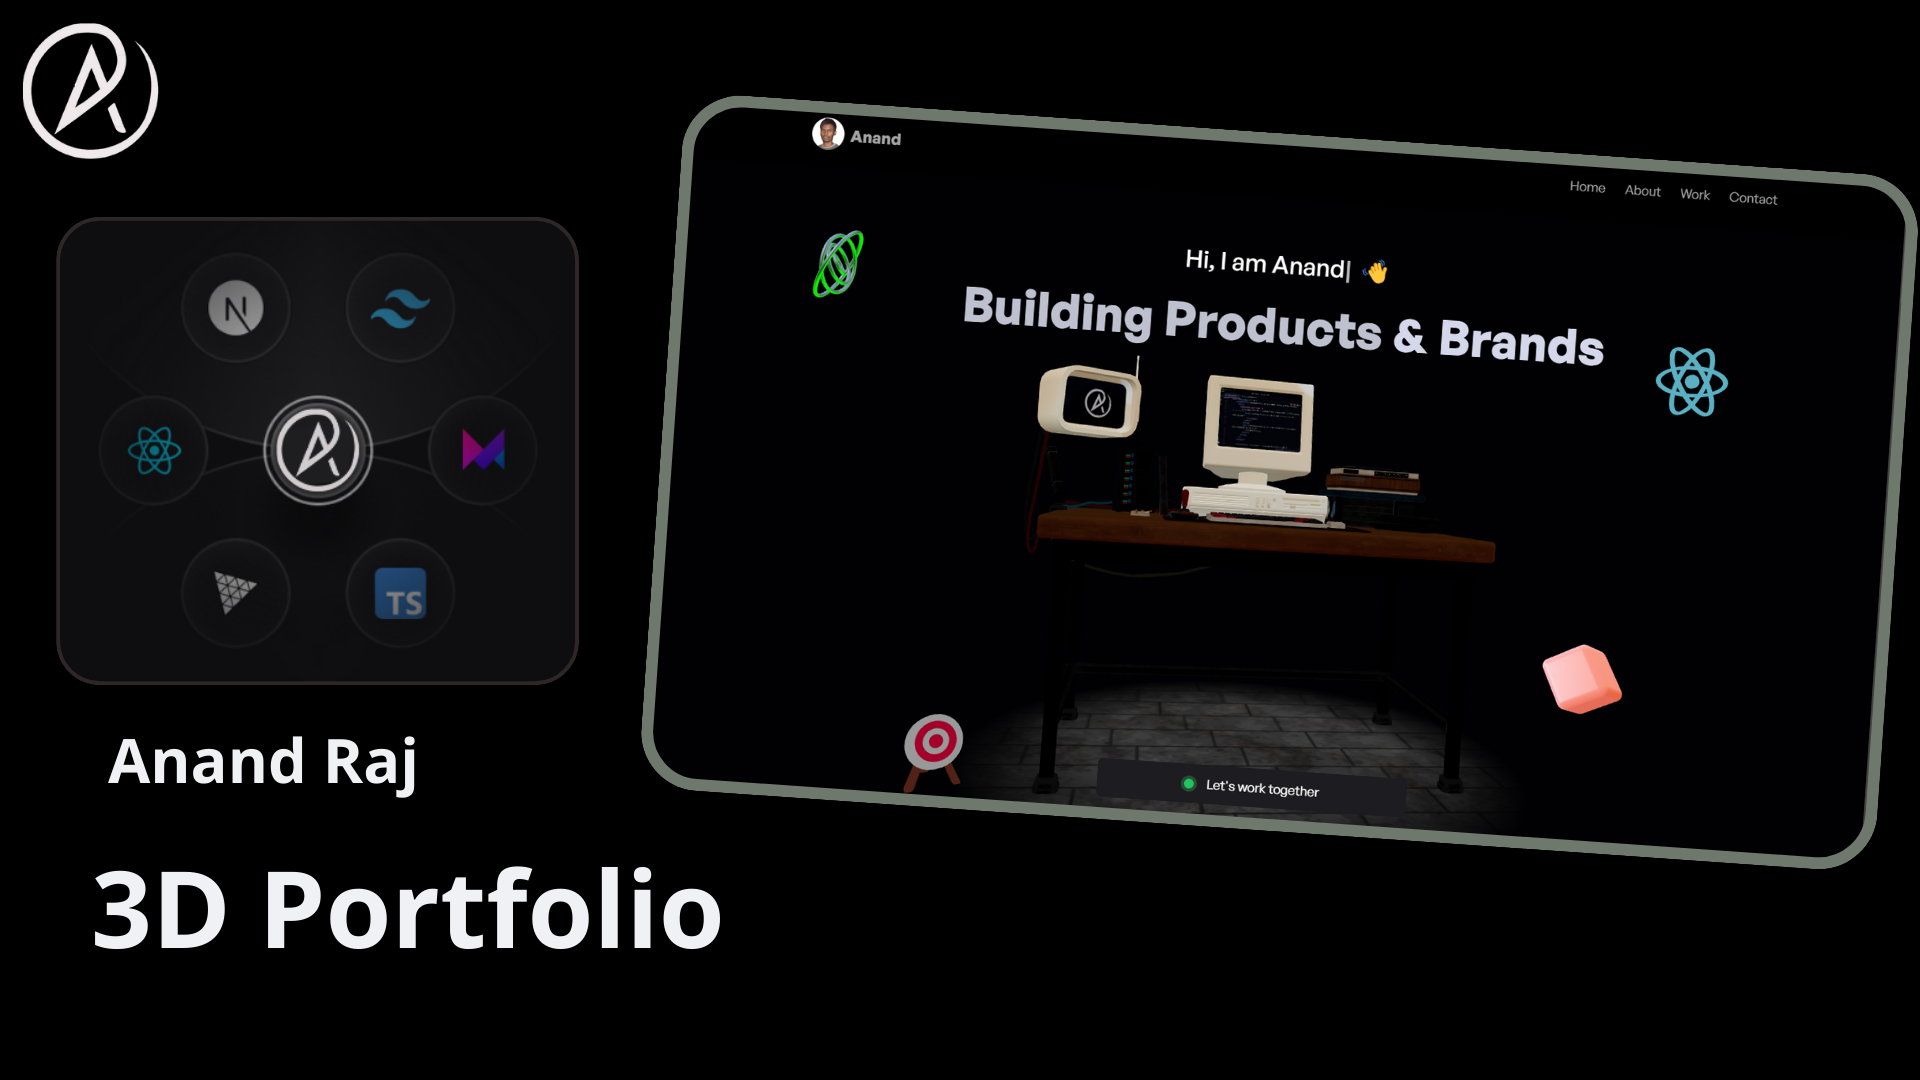 Anand
Home About Work Contact
Hi, I am Anand| 👋
Building Products & Brands
Let's work together
N
TS
Anand Raj
3D Portfolio